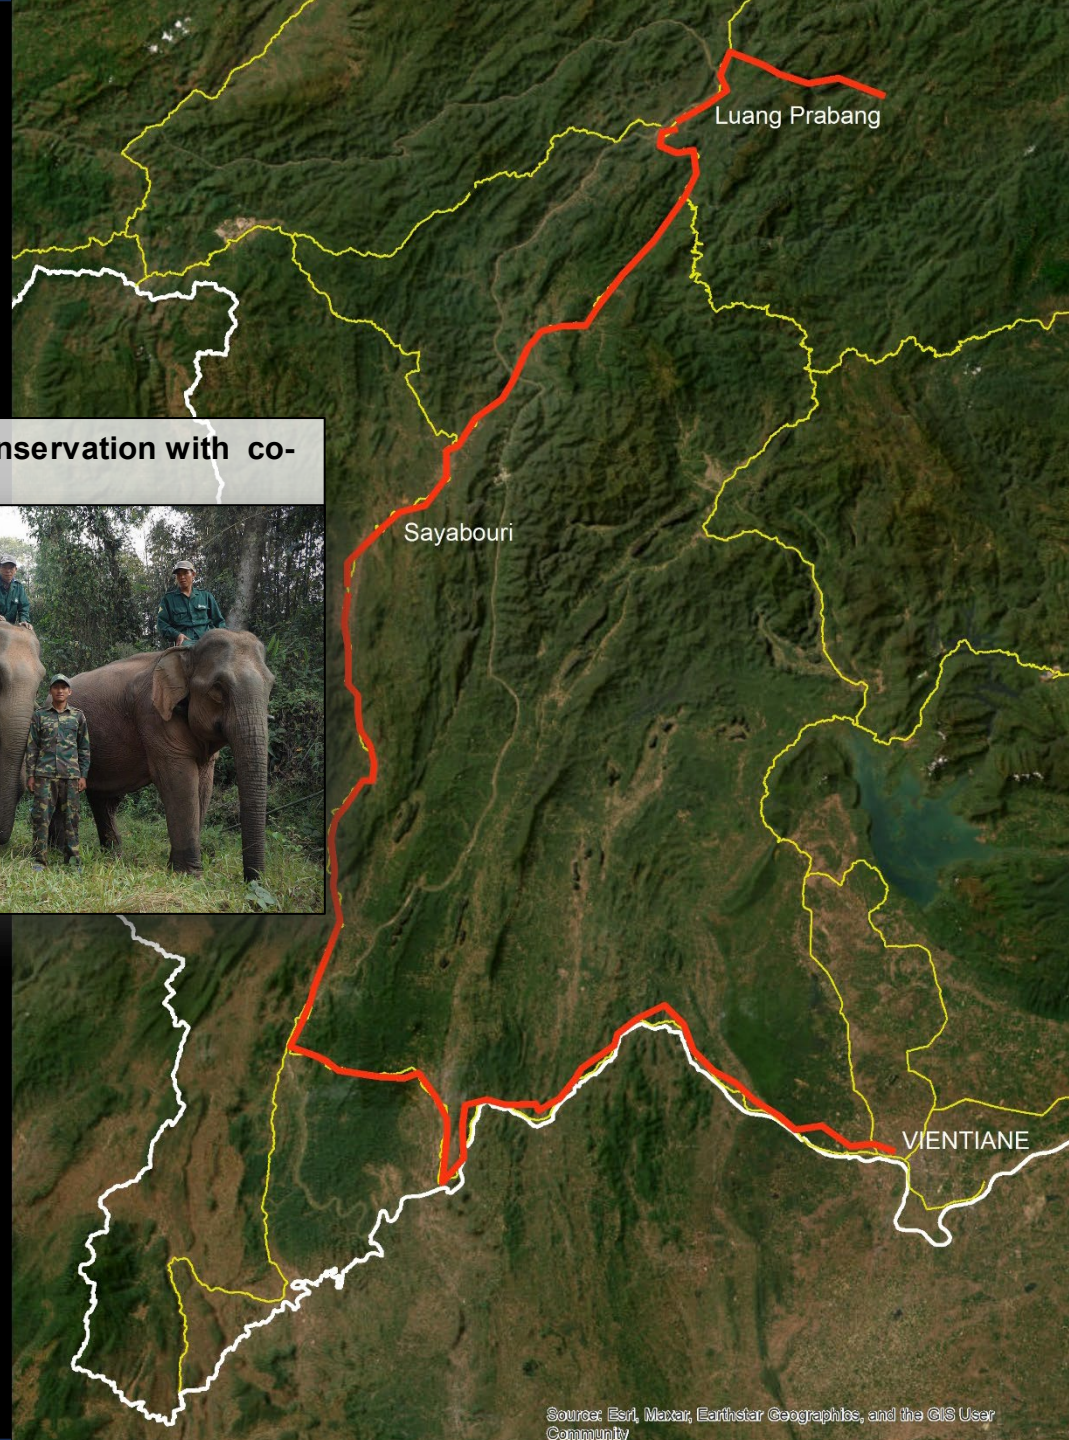 Luang Prabang
nservation with co-
Sayabouri
VIENTIANE
Source: Esri, Maxar, Earthstar Geographics, and the GIS User
Community